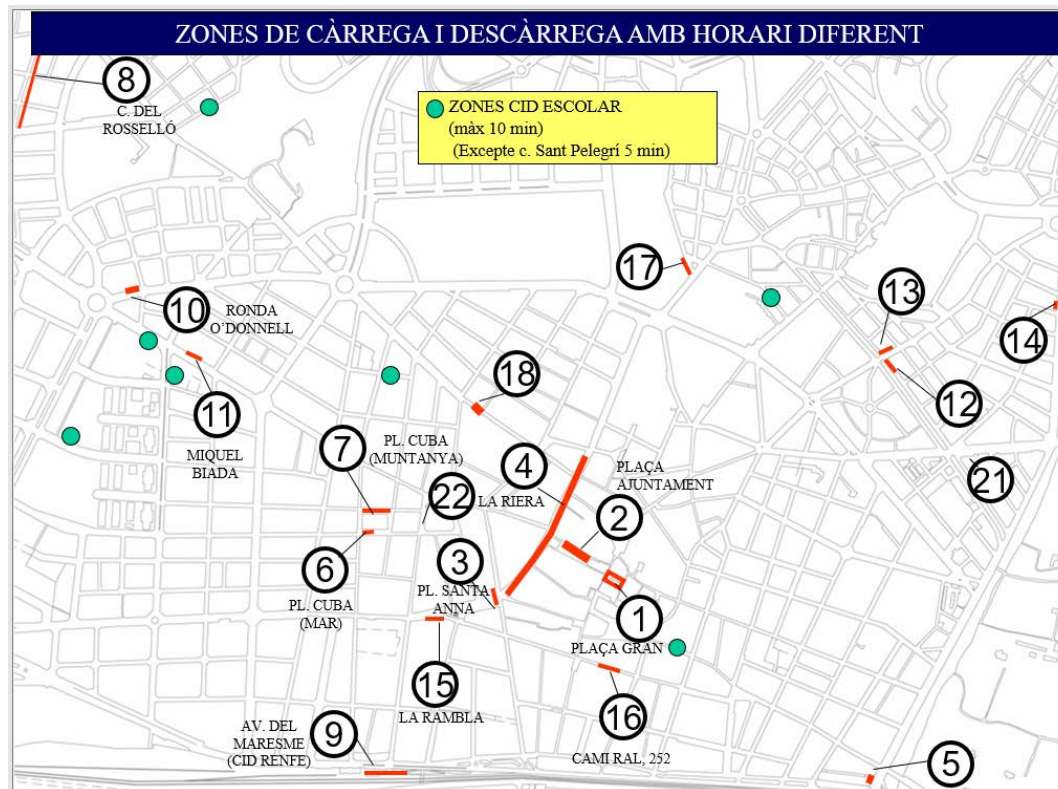 ZONES DE CÀRREGA I DESCÀRREGA AMB HORARI DIFERENT
8
C. DEL
ROSSELLÓ
ZONES CID ESCOLAR
(màx 10 min)
(Excepte c. Sant Pelegrí 5 min)
17
13
10
RONDA
O´DONNELL
14
18
12
11
MIQUEL
BIADA
7
PL. CUBA
(MUNTANYA)
4
PLAÇA
AJUNTAMENT
21
22
LA RIERA
2
6
PL. CUBA
(MAR)
3
PL. SANTA
ANNA
1
PLAÇA GRAN
15
LA RAMBLA
16
CAMI RAL, 252
AV. DEL
MARESME
(CID RENFE)
9
5